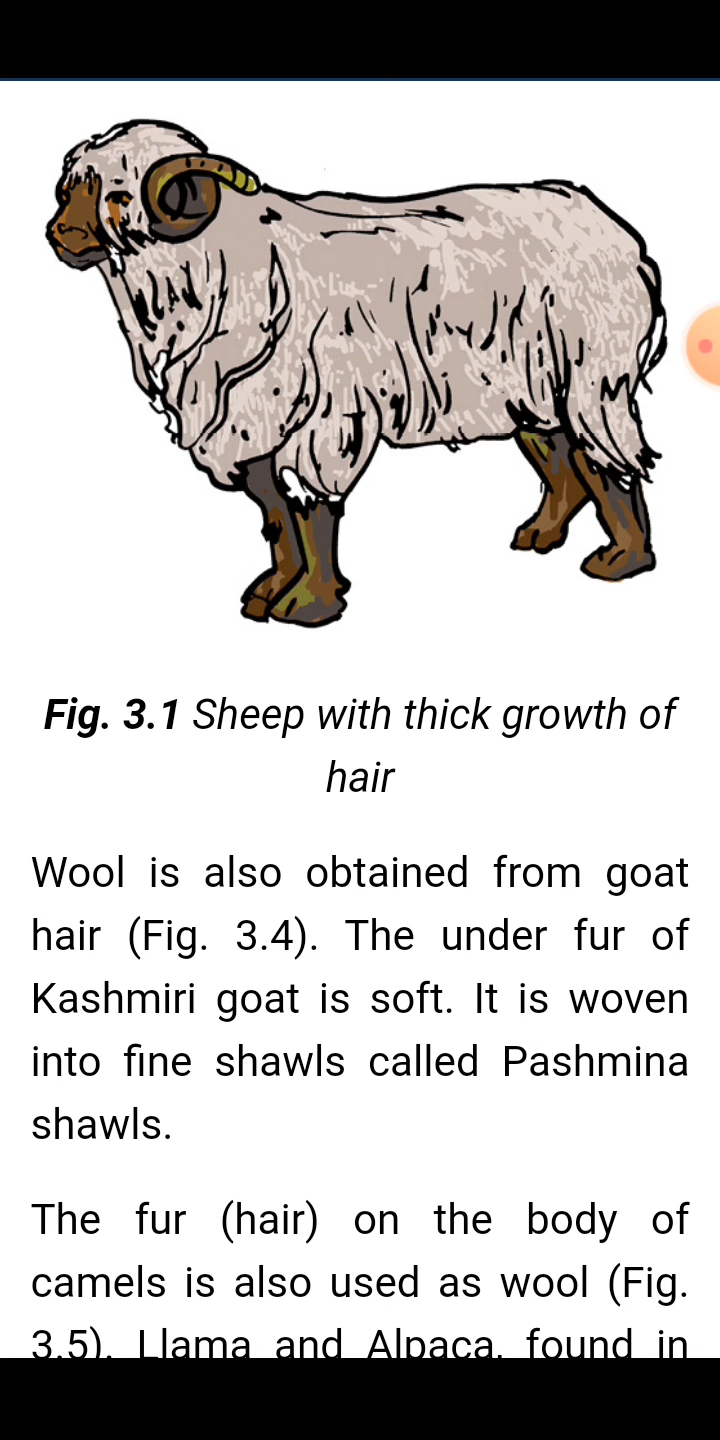 Fig. 3.1 Sheep with thick growth of
hair
Wool is also obtained from goat
hair (Fig. 3.4). The under fur of
Kashmiri goat is soft. It is woven
into fine shawls called Pashmina
shawls.
The fur (hair) on the body of
camels is also used as wool (Fig.
3.5). Llama and Alpaca, found in